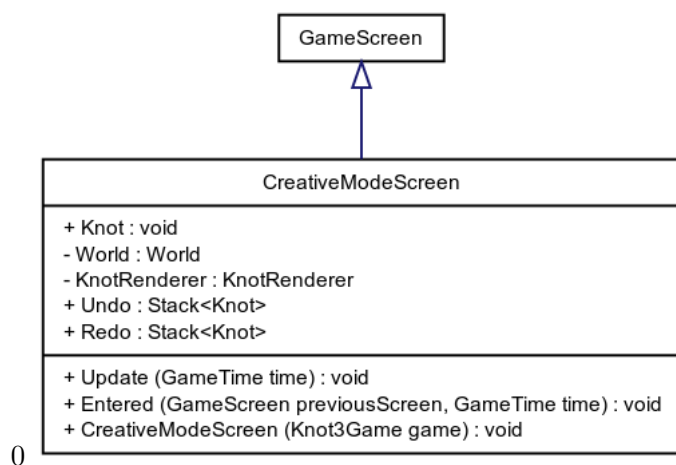 GameScreen
CreativeModeScreen
+ Knot : void
- World : World
- KnotRenderer : KnotRenderer
+ Undo : Stack<Knot>
+ Redo : Stack<Knot>
+ Update (GameTime time) : void
+ Entered (GameScreen previousScreen, GameTime time) : void
+ CreativeModeScreen (Knot3Game game) : void
0